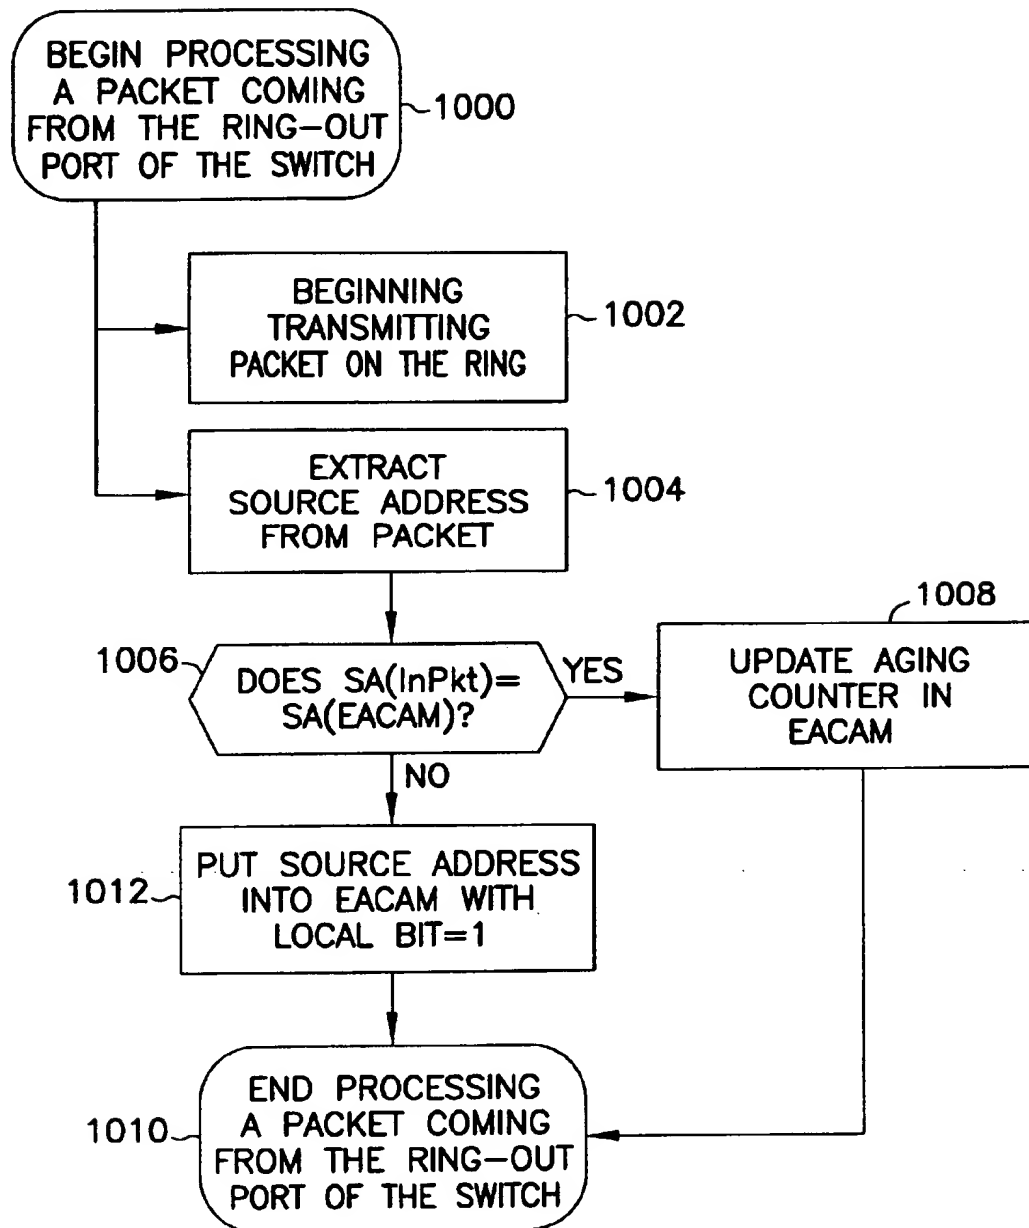 BEGIN PROCESSING
A PACKET COMING
FROM THE RING-OUT
PORT OF THE SWITCH
1000
BEGINNING
TRANSMITTING
PACKET ON THE RING
1002
EXTRACT
SOURCE ADDRESS
FROM PACKET
1004
1006
DOES SA(InPkt)=
SA(EACAM)?
YES
1008
UPDATE AGING
COUNTER IN
EACAM
NO
1012
PUT SOURCE ADDRESS
INTO EACAM WITH
LOCAL BIT=1
1010
END PROCESSING
A PACKET COMING
FROM THE RING-OUT
PORT OF THE SWITCH